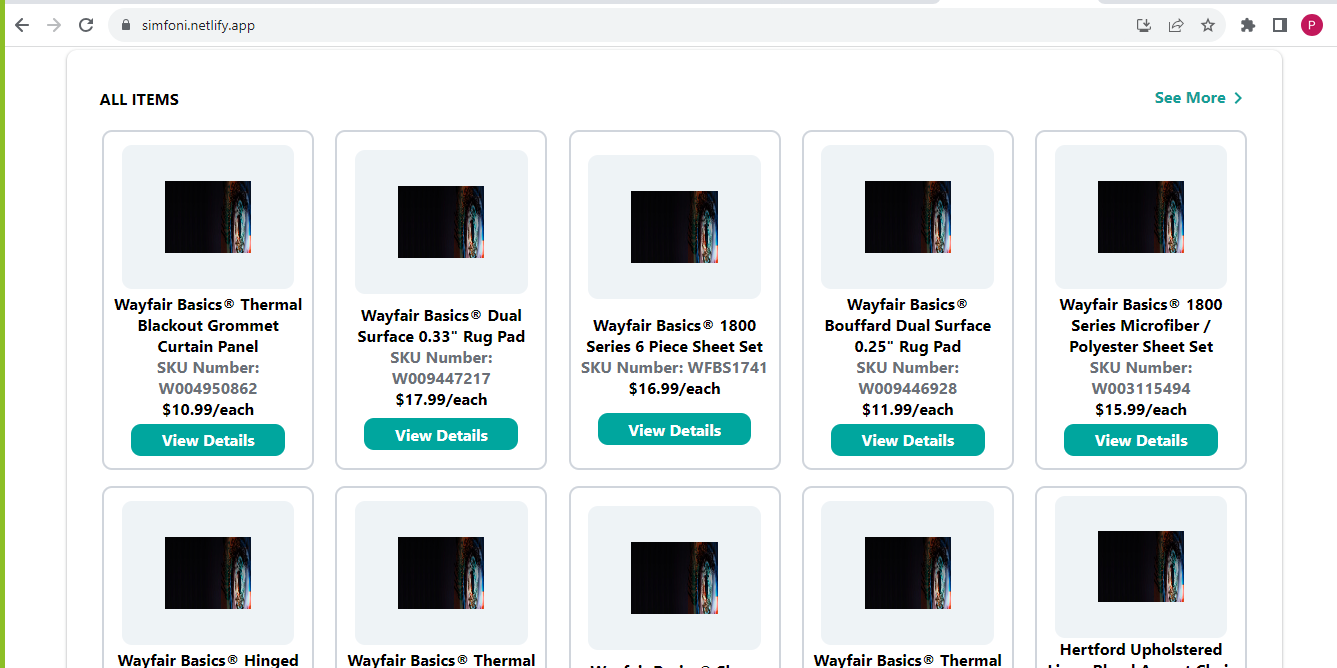 simfoni.netlify.app
P
ALL ITEMS
See More
Wayfair Basics® Thermal
Blackout Grommet
Curtain Panel
SKU Number:
W004950862
$10.99/each
View Details
Wayfair Basics® Dual
Surface 0.33" Rug Pad
SKU Number:
W009447217
$17.99/each
View Details
Wayfair Basics® 1800
Series 6 Piece Sheet Set
SKU Number: WFBS1741
$16.99/each
View Details
Wayfair Basics®
Bouffard Dual Surface
0.25" Rug Pad
SKU Number:
W009446928
$11.99/each
View Details
Wayfair Basics® 1800
Series Microfiber /
Polyester Sheet Set
SKU Number:
W003115494
$15.99/each
View Details
Wayfair Basics® Hinged
Wayfair Basics® Thermal
Wayfair Basics®
Wayfair Basics® Thermal
Hertford Upholstered